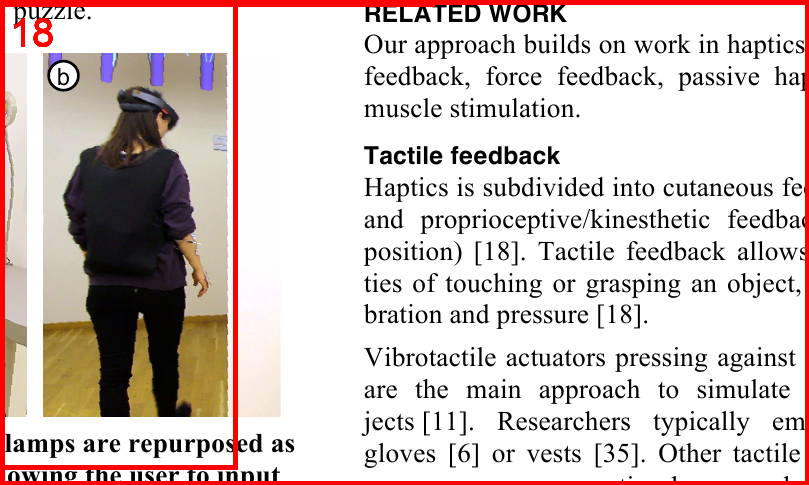 puzzle.
18
b
lamps are repurposed as
owing the user to input
RELATED WORK
Our approach builds on work in haptics
feedback, force feedback, passive hap
muscle stimulation.
Tactile feedback
Haptics is subdivided into cutaneous fee
and proprioceptive/kinesthetic feedbac
position) [18]. Tactile feedback allows
ties of touching or grasping an object,
bration and pressure [18].
Vibrotactile actuators pressing against
are the main approach to simulate
jects [11]. Researchers typically em
gloves [6] or vests [35]. Other tactile